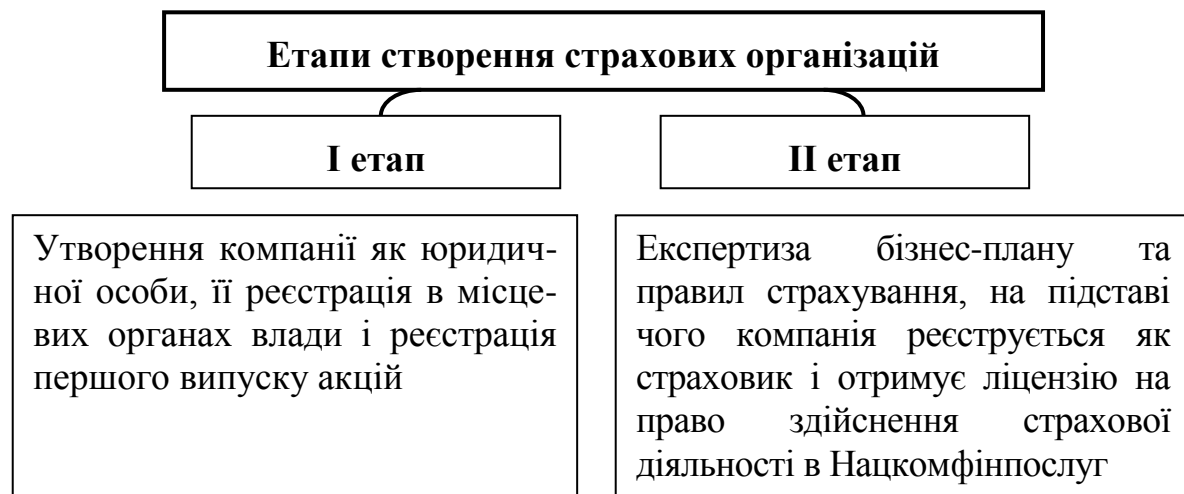 Етапи створення страхових організацій
І етап
ІІ етап
Утворення компанії як юридич-
ної особи, її реєстрація в місце-
вих органах влади і реєстрація
першого випуску акцій
Експертиза бізнес-плану та
правил страхування, на підставі
чого компанія реєструється як
страховик і отримує ліцензію на
право здійснення страхової
діяльності в Нацкомфінпослуг